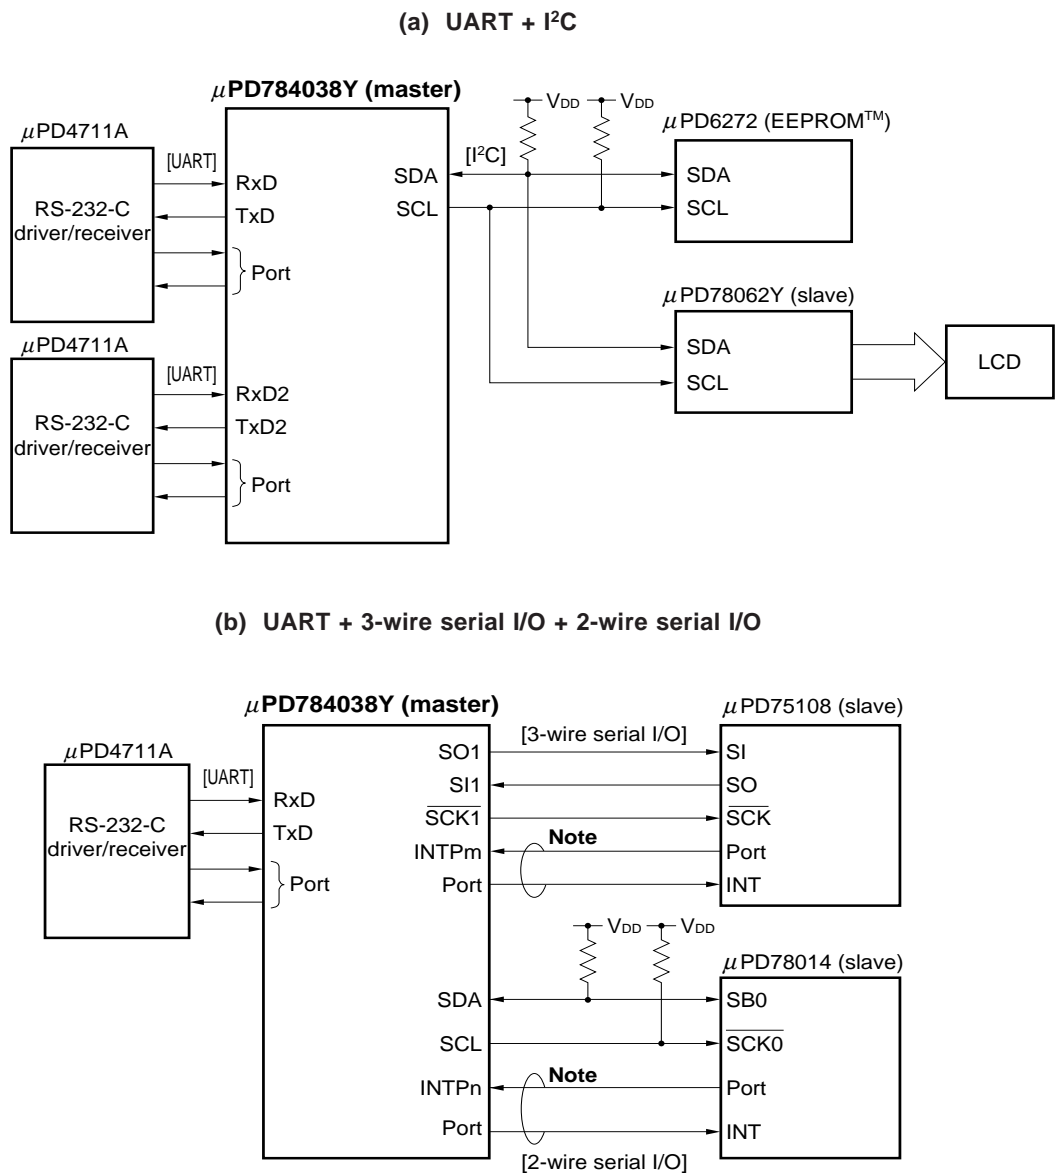 (a) UART + I²C
μPD784038Y (master)
μPD4711A
[UART]
RS-232-C
driver/receiver
RxD
TxD
Port
μPD4711A
[UART]
RS-232-C
driver/receiver
RxD2
TxD2
Port
SDA
SCL
[I²C]
VDD
VDD
μPD6272 (EEPROM™)
SDA
SCL
μPD78062Y (slave)
SDA
SCL
LCD
(b) UART + 3-wire serial I/O + 2-wire serial I/O
μPD784038Y (master)
μPD4711A
[UART]
RS-232-C
driver/receiver
RxD
TxD
Port
SO1
SI1
SCK1
INTPm
Port
[3-wire serial I/O]
Note
μPD75108 (slave)
SI
SO
SCK
Port
INT
VDD
VDD
SDA
SCL
INTPn
Port
Note
[2-wire serial I/O]
μPD78014 (slave)
SB0
SCK0
Port
INT